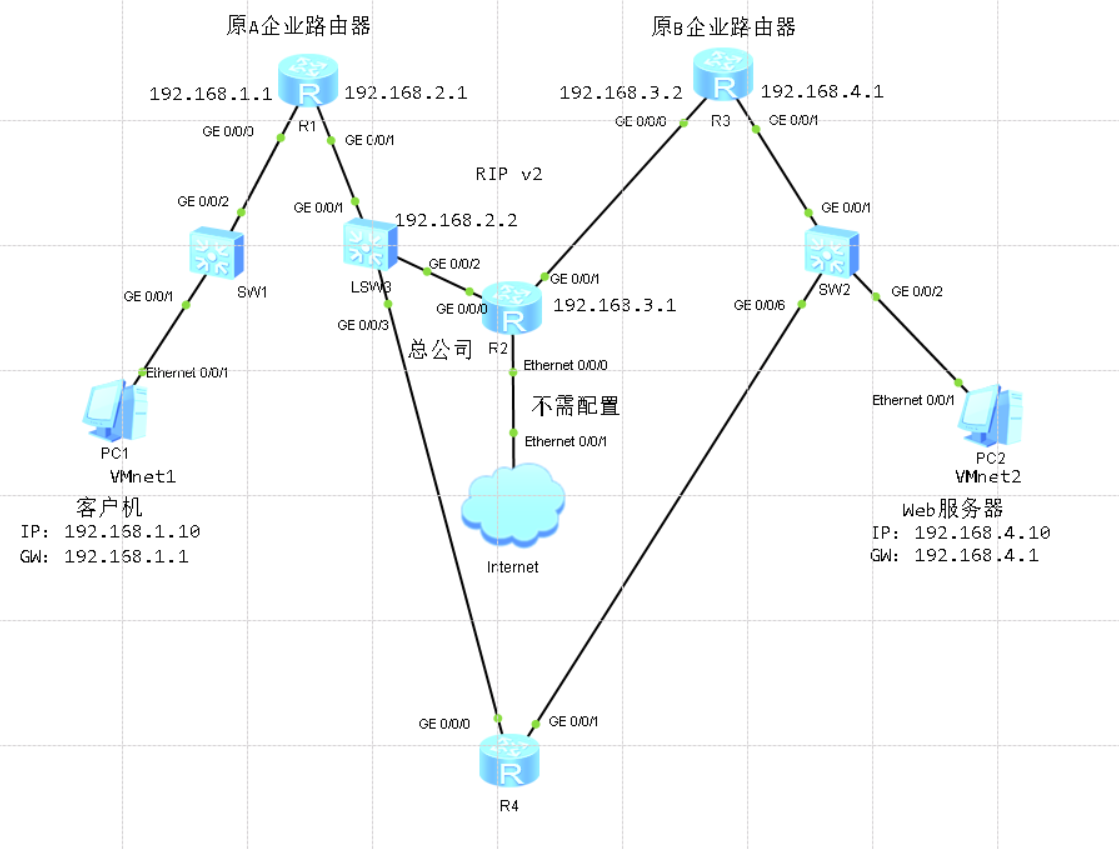 原A企业路由器
原B企业路由器
192.168.1.1
R
192.168.2.1
R1
192.168.3.2
R
192.168.4.1
R3
GE 0/0/0
GE 0/0/1
GE 0/0/0
GE 0/0/1
RIP v2
GE 0/0/2
GE 0/0/1
GE 0/0/1
192.168.2.2
SW1
LSW3
GE 0/0/2
GE 0/0/1
SW2
GE 0/0/1
GE 0/0/0
R
192.168.3.1
GE 0/0/6
GE 0/0/2
GE 0/0/3
总公司
R2
Ethernet 0/0/1
Ethernet 0/0/0
不需配置
Ethernet 0/0/1
Ethernet 0/0/1
PC1
VMnet1
PC2
VMnet2
客户机
IP: 192.168.1.10
GW: 192.168.1.1
Web服务器
IP: 192.168.4.10
GW: 192.168.4.1
Internet
GE 0/0/0
GE 0/0/1
R
R4